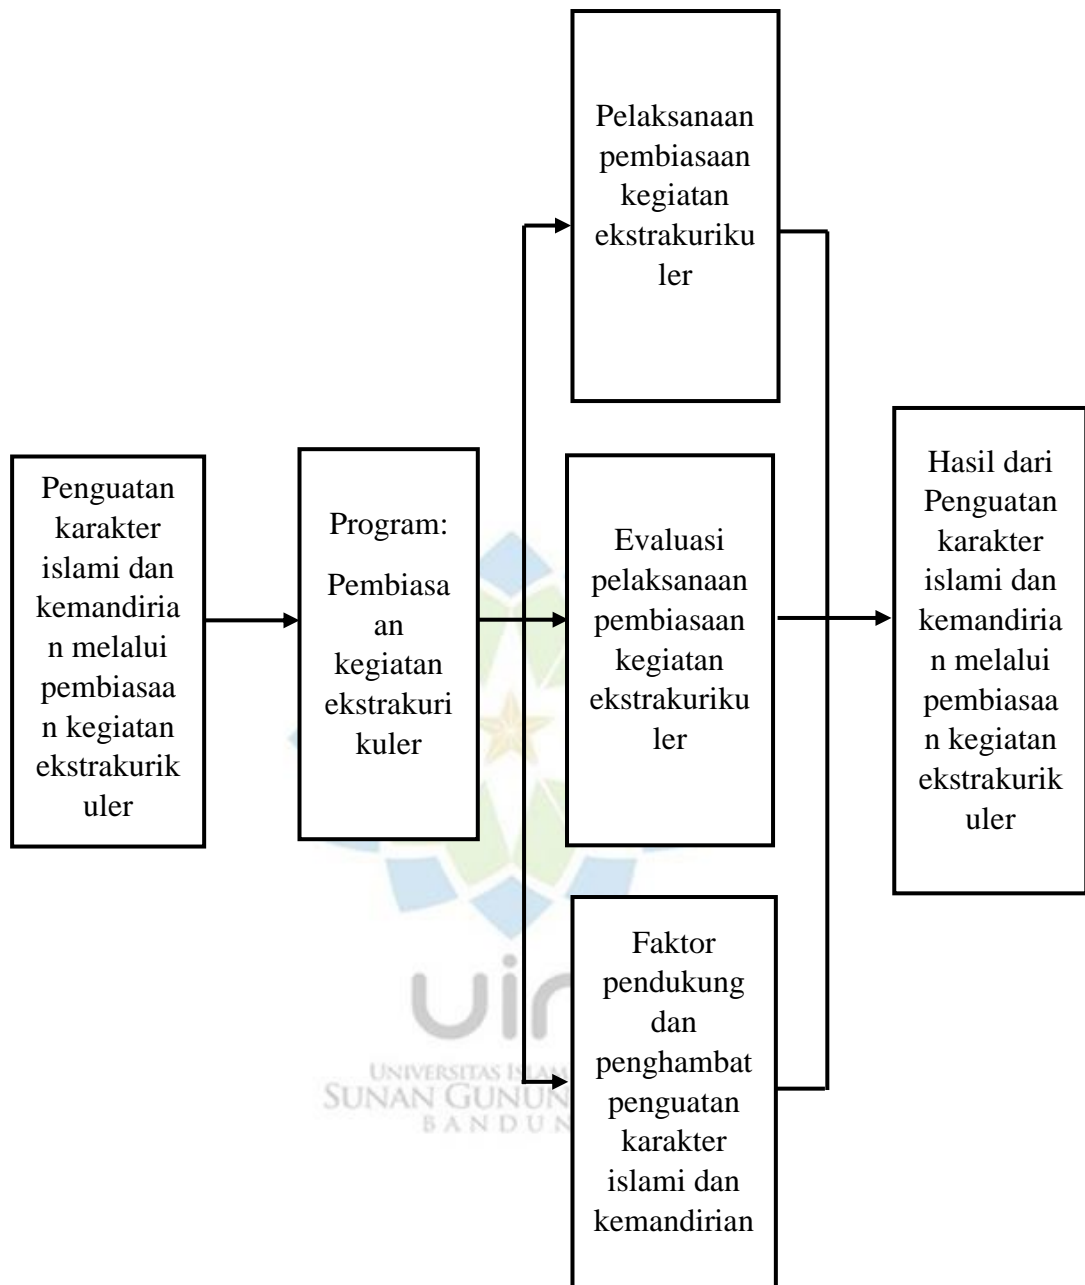 Penguatan
karakter
islami dan
kemandiria
n melalui
pembiasaa
n kegiatan
ekstrakurik
uler
Program:
Pembiasa
an
kegiatan
ekstrakuri
kuler
Pelaksanaan
pembiasaan
kegiatan
ekstrakuriku
ler
Evaluasi
pelaksanaan
pembiasaan
kegiatan
ekstrakuriku
ler
Faktor
pendukung
dan
penghambat
penguatan
karakter
islami dan
kemandirian
Hasil dari
Penguatan
karakter
islami dan
kemandiria
n melalui
pembiasaa
n kegiatan
ekstrakurik
uler
UNIVERSITAS
SUNAN